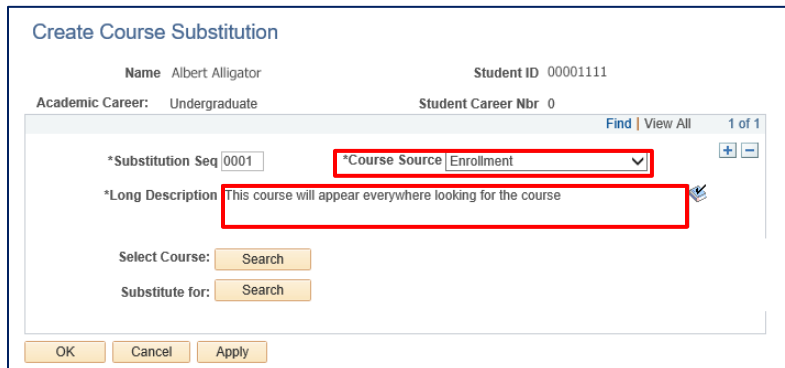 Create Course Substitution
Name Albert Alligator Student ID 00001111
Academic Career: Undergraduate Student Career Nbr 0
Find | View All 1 of 1
*Substitution Seq 0001 *Course Source Enrollment
*Long Description This course will appear everywhere looking for the course
Select Course: Search
Substitute for: Search
OK Cancel Apply